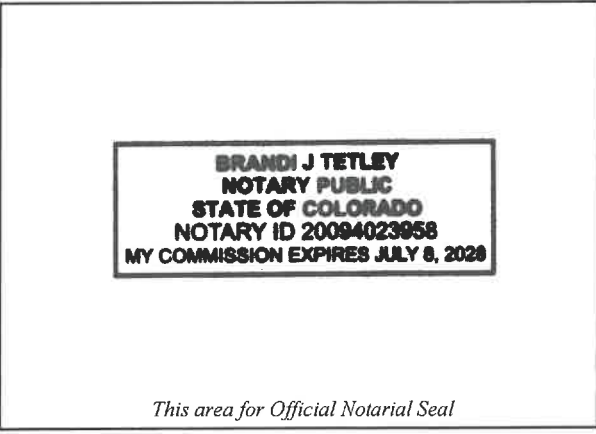 BRANDI J TETLEY
NOTARY PUBLIC
STATE OF COLORADO
NOTARY ID 20094023958
MY COMMISSION EXPIRES JULY 8, 2028
This area for Official Notarial Seal